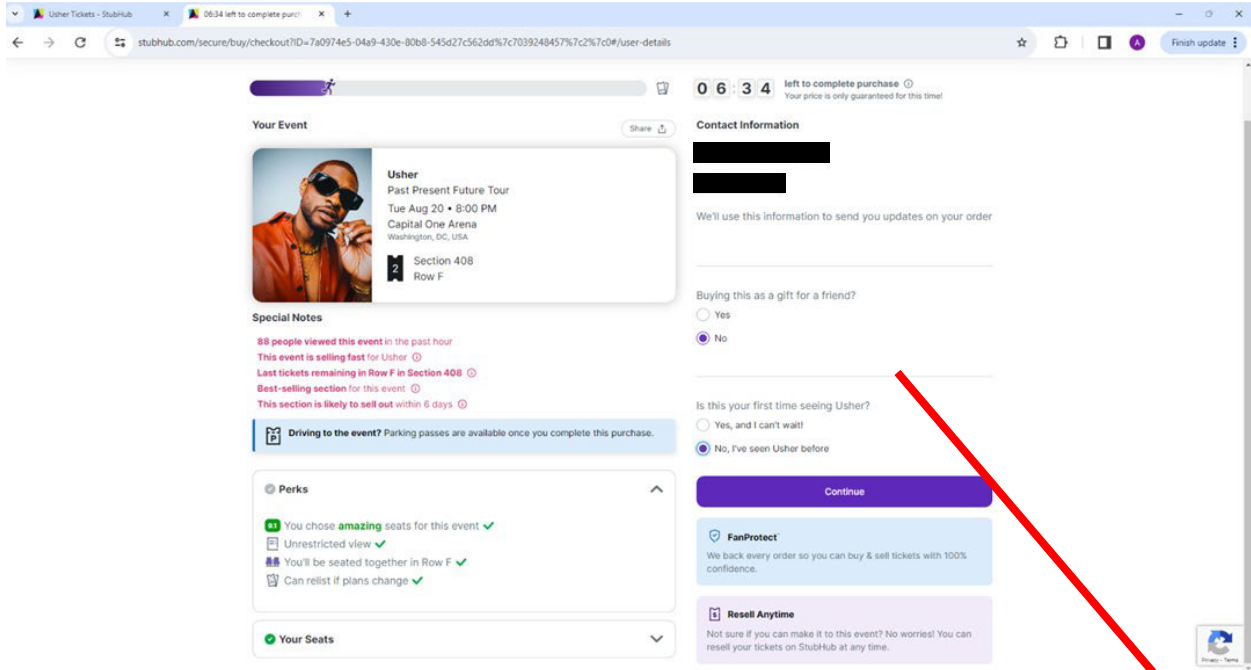 Usher Tickets - StubHub
06:34 left to complete purch
stubhub.com/secure/buy/checkout?ID=7a0974e5-04a9-430e-80b8-545d27c562dd%7c7039248457%7c2%7c0#/user-details
A
Finish update
06:34
left to complete purchase
Your price is only guaranteed for this time!
Your Event
Share
Usher
Past Present Future Tour
Tue Aug 20 • 8:00 PM
Capital One Arena
Washington, DC, USA
2
Section 408
Row F
Special Notes
88 people viewed this event in the past hour
This event is selling fast for Usher
Last tickets remaining in Row F in Section 408
Best-selling section for this event
This section is likely to sell out within 6 days
P
Driving to the event? Parking passes are available once you complete this purchase.
Perks
You chose amazing seats for this event
Unrestricted view
You'll be seated together in Row F
Can relist if plans change
Your Seats
Contact Information
We'll use this information to send you updates on your order
Buying this as a gift for a friend?
Yes
No
Is this your first time seeing Usher?
Yes, and I can't wait!
No, I've seen Usher before
Continue
FanProtect
We back every order so you can buy & sell tickets with 100%
confidence.
Resell Anytime
Not sure if you can make it to this event? No worries! You can
resell your tickets on StubHub at any time.
Privacy - Terms